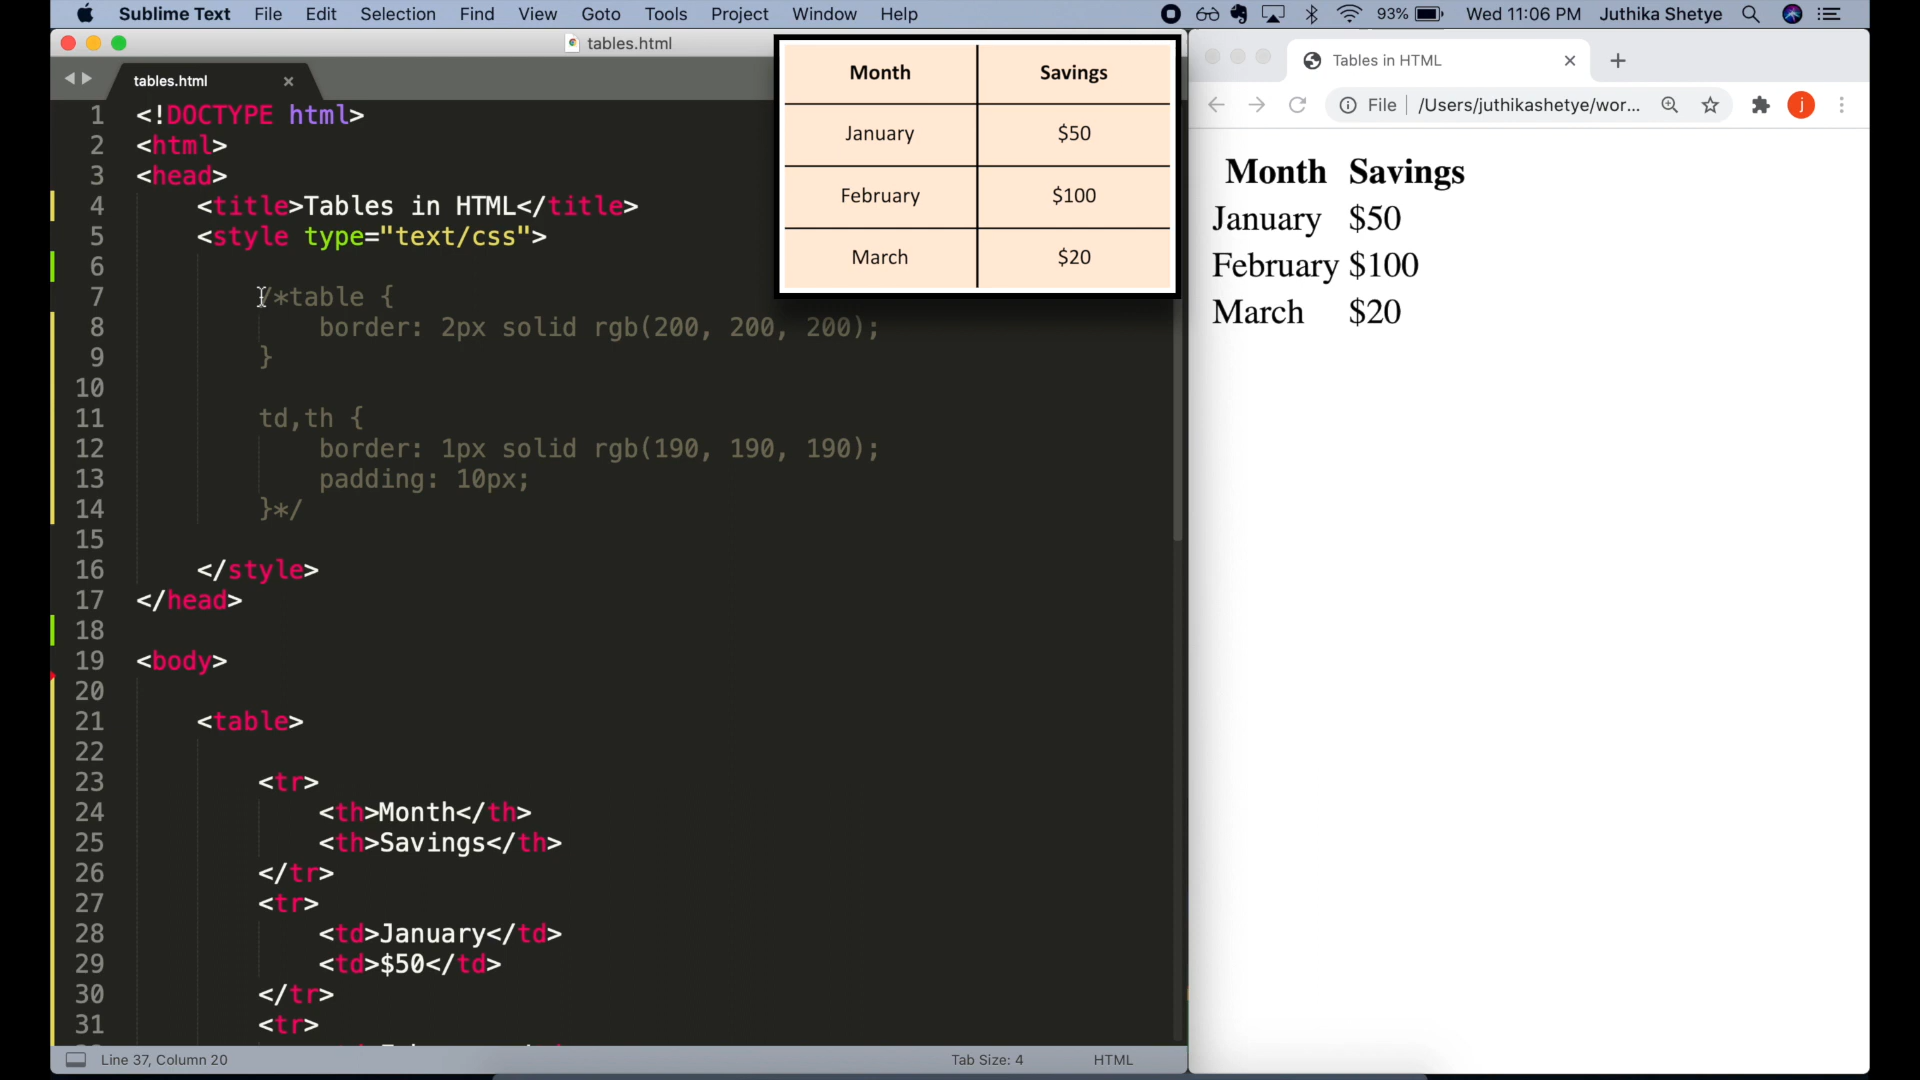 Sublime Text File Edit Selection Find View Goto Tools Project Window Help 93% Wed 11:06 PM Juthika Shetye
tables.html
tables.html
1 <!DOCTYPE html>
2 <html>
3 <head>
4 <title>Tables in HTML</title>
5 <style type="text/css">
6
7 /*table {
8 border: 2px solid rgb(200, 200, 200);
9 }
10
11 td,th {
12 border: 1px solid rgb(190, 190, 190);
13 padding: 10px;
14 }*/
15
16 </style>
17 </head>
18
19 <body>
20
21 <table>
22
23 <tr>
24 <th>Month</th>
25 <th>Savings</th>
26 </tr>
27 <tr>
28 <td>January</td>
29 <td>$50</td>
30 </tr>
31 <tr>
Line 37, Column 20 Tab Size: 4 HTML
Month Savings
January $50
February $100
March $20
Tables in HTML
File /Users/juthikashetye/wor...
j
Month Savings
January $50
February $100
March $20